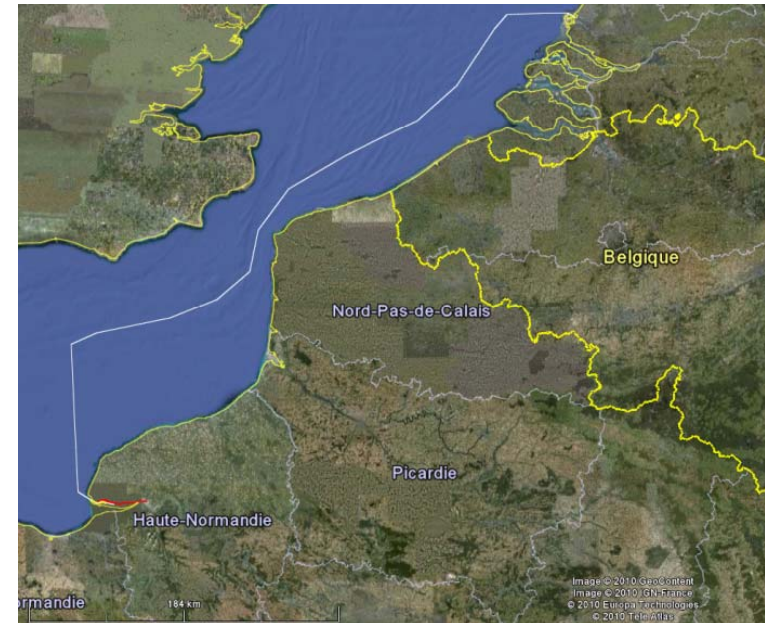 Belgique
Nord-Pas-de-Calais
Picardie
Haute-Normandie
rmandie
184 km
Image © 2010 GeoContent
Image © 2010 IGN-France
© 2010 Europa Technologies
© 2010 Tele Atlas